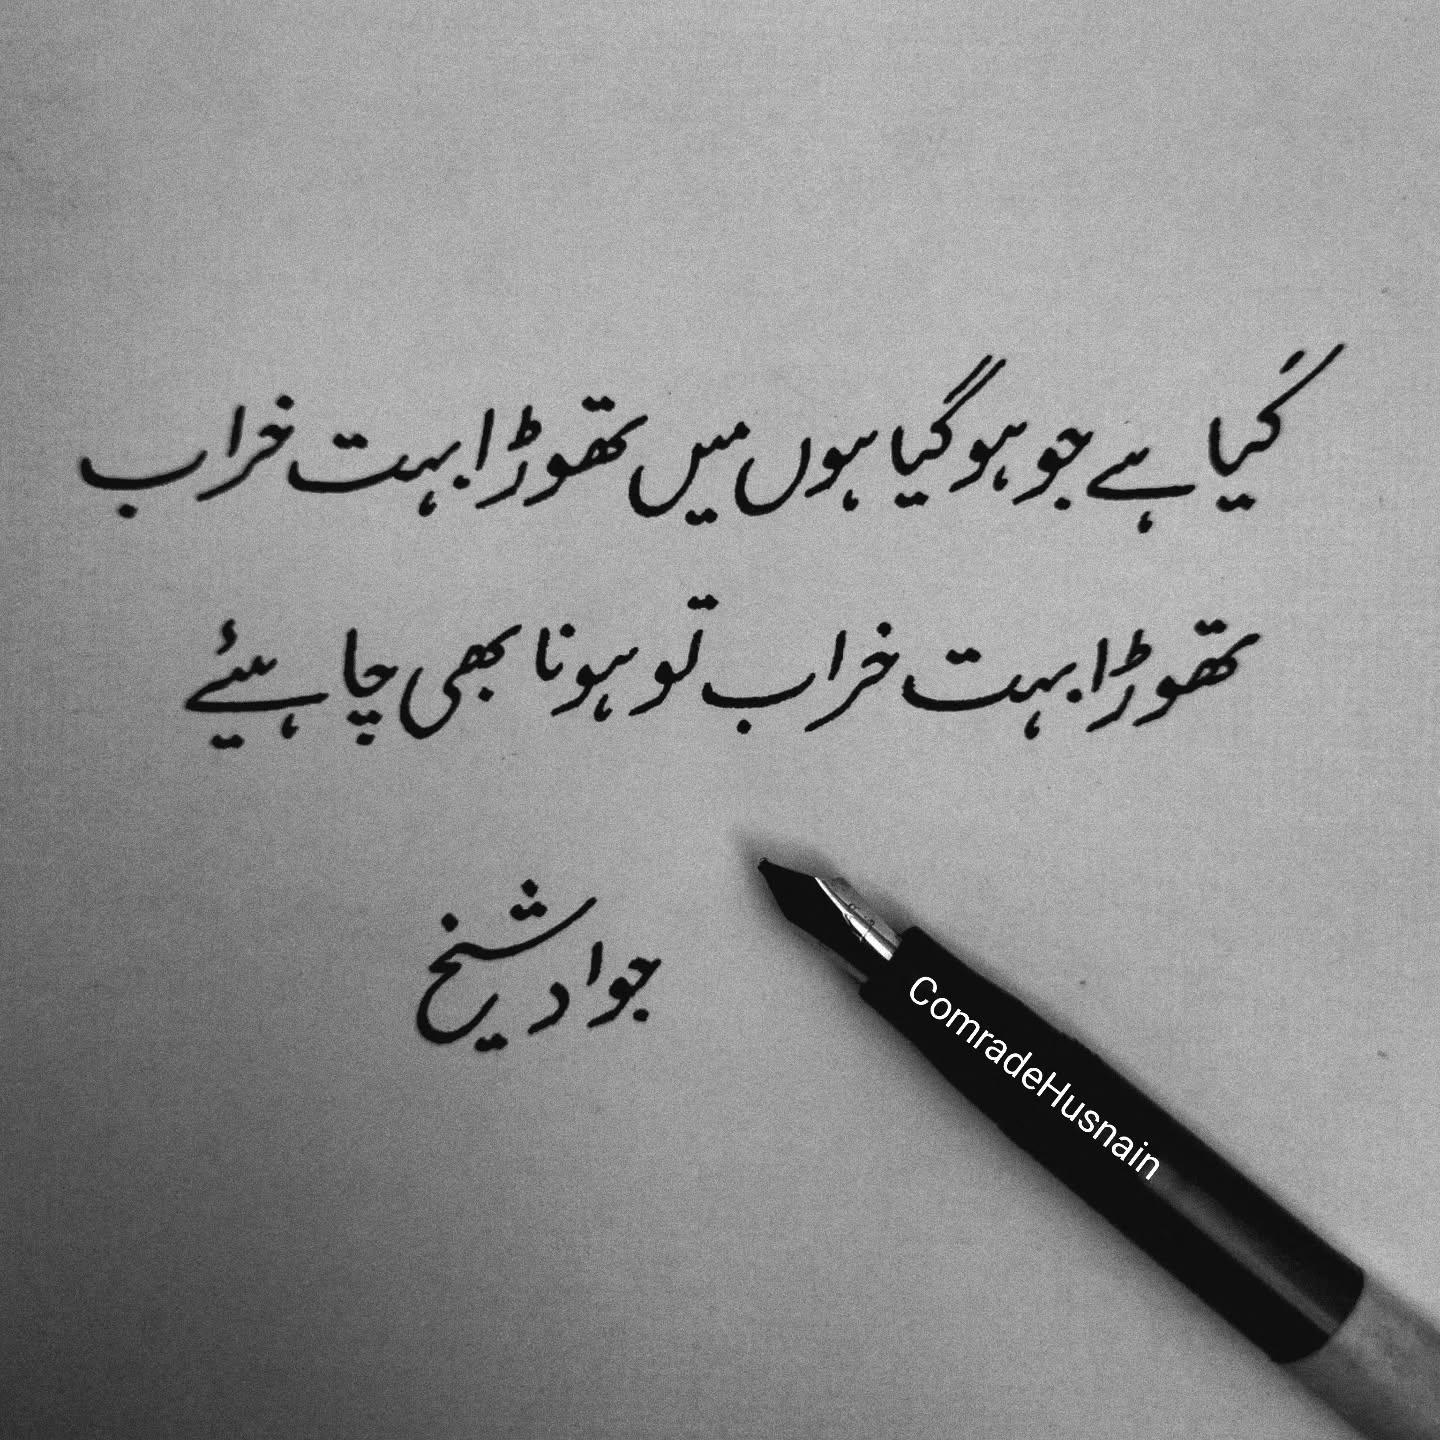 کیا ہے جو ہو گیا ہوں میں تھوڑا بہت خراب
تھوڑا بہت خراب تو ہونا بھی چاہیئے
جواد شیخ
ComradeHusnain